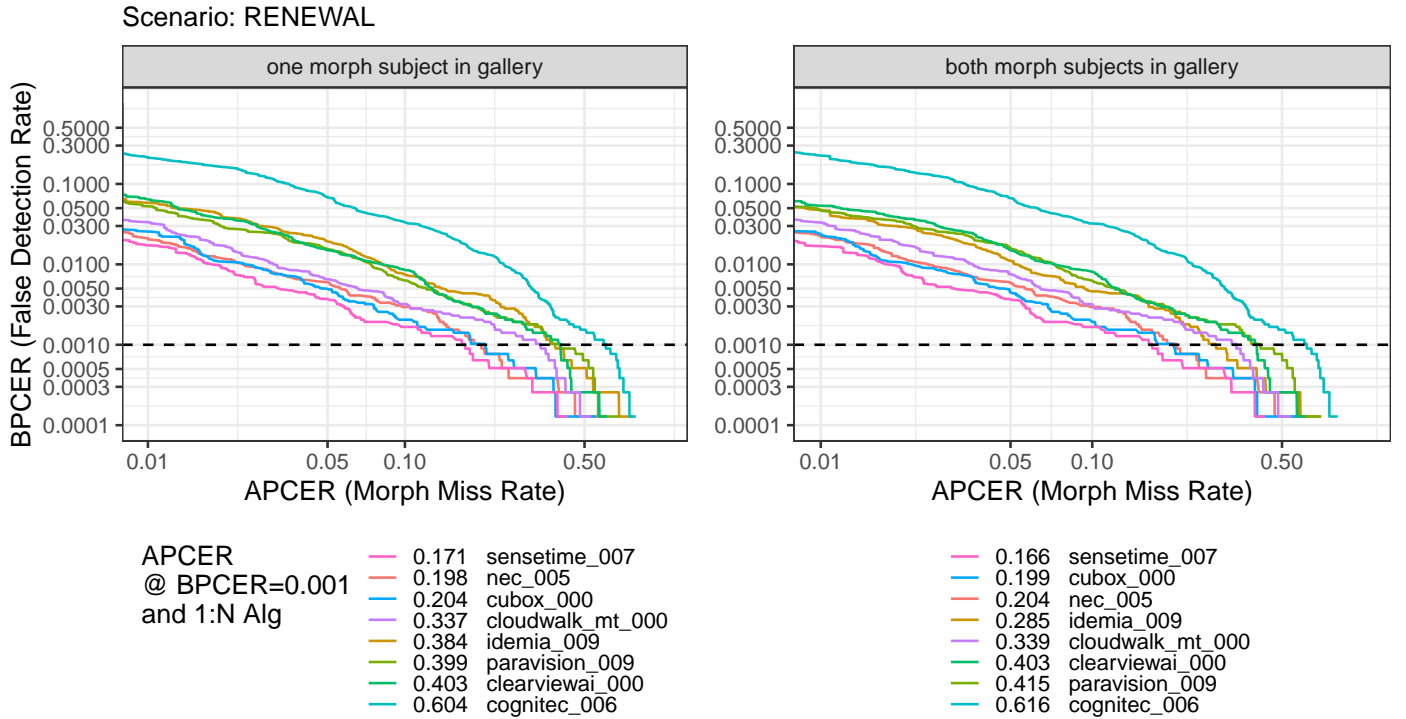 Scenario: RENEWAL
one morph subject in gallery
both morph subjects in gallery
BPCER (False Detection Rate)
0.5000
0.3000
0.1000
0.0500
0.0300
0.0100
0.0050
0.0030
0.0010
0.0005
0.0003
0.0001
0.01 0.05 0.10 0.50
APCER (Morph Miss Rate)
0.5000
0.3000
0.1000
0.0500
0.0300
0.0100
0.0050
0.0030
0.0010
0.0005
0.0003
0.0001
0.01 0.05 0.10 0.50
APCER (Morph Miss Rate)
APCER
@ BPCER=0.001
and 1:N Alg
0.171 sensetime_007
0.198 nec_005
0.204 cubox_000
0.337 cloudwalk_mt_000
0.384 idemia_009
0.399 paravision_009
0.403 clearviewai_000
0.604 cognitec_006
0.166 sensetime_007
0.199 cubox_000
0.204 nec_005
0.285 idemia_009
0.339 cloudwalk_mt_000
0.403 clearviewai_000
0.415 paravision_009
0.616 cognitec_006